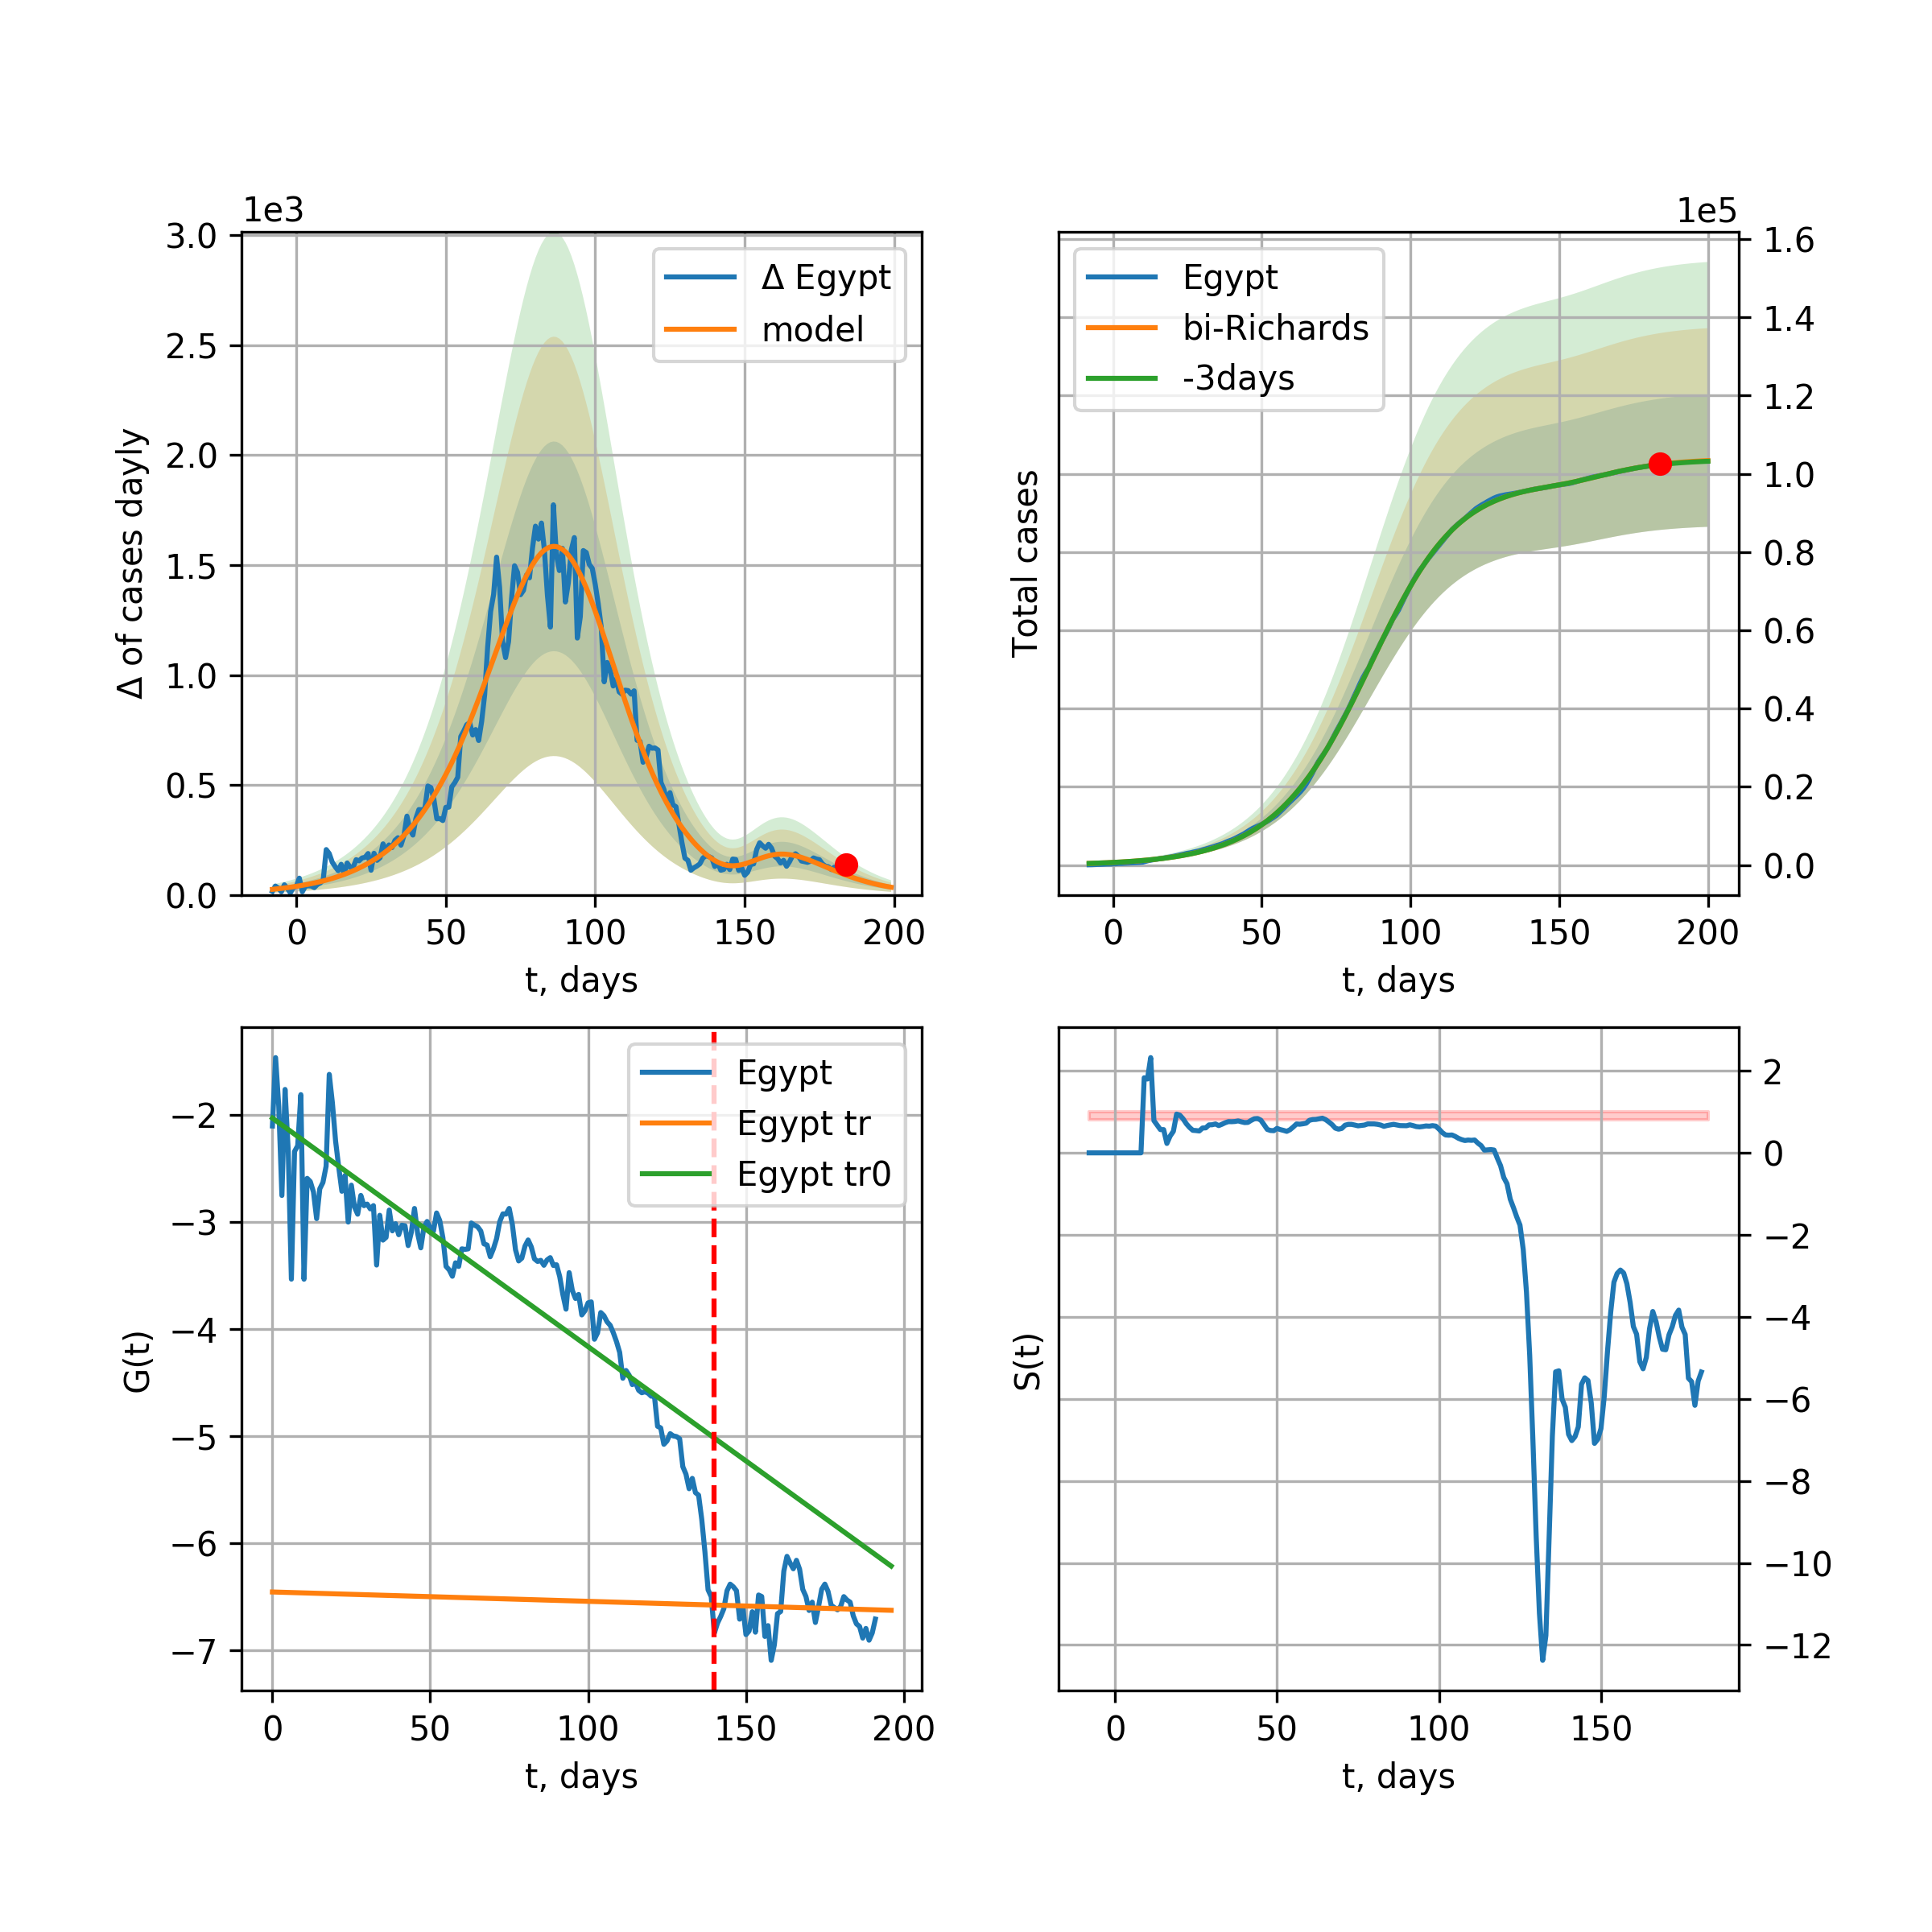 1e3
3.0
2.5
2.0
1.5
1.0
0.5
0.0
0 50 100 150 200
t, days
Δ of cases dayly
Δ Egypt
model
1e5
1.6
1.4
1.2
1.0
0.8
0.6
0.4
0.2
0.0
0 50 100 150 200
t, days
Total cases
Egypt
bi-Richards
-3days
−2
−3
−4
−5
−6
−7
0 50 100 150 200
t, days
G(t)
Egypt
Egypt tr
Egypt tr0
2
0
−2
−4
−6
−8
−10
−12
0 50 100 150
t, days
S(t)